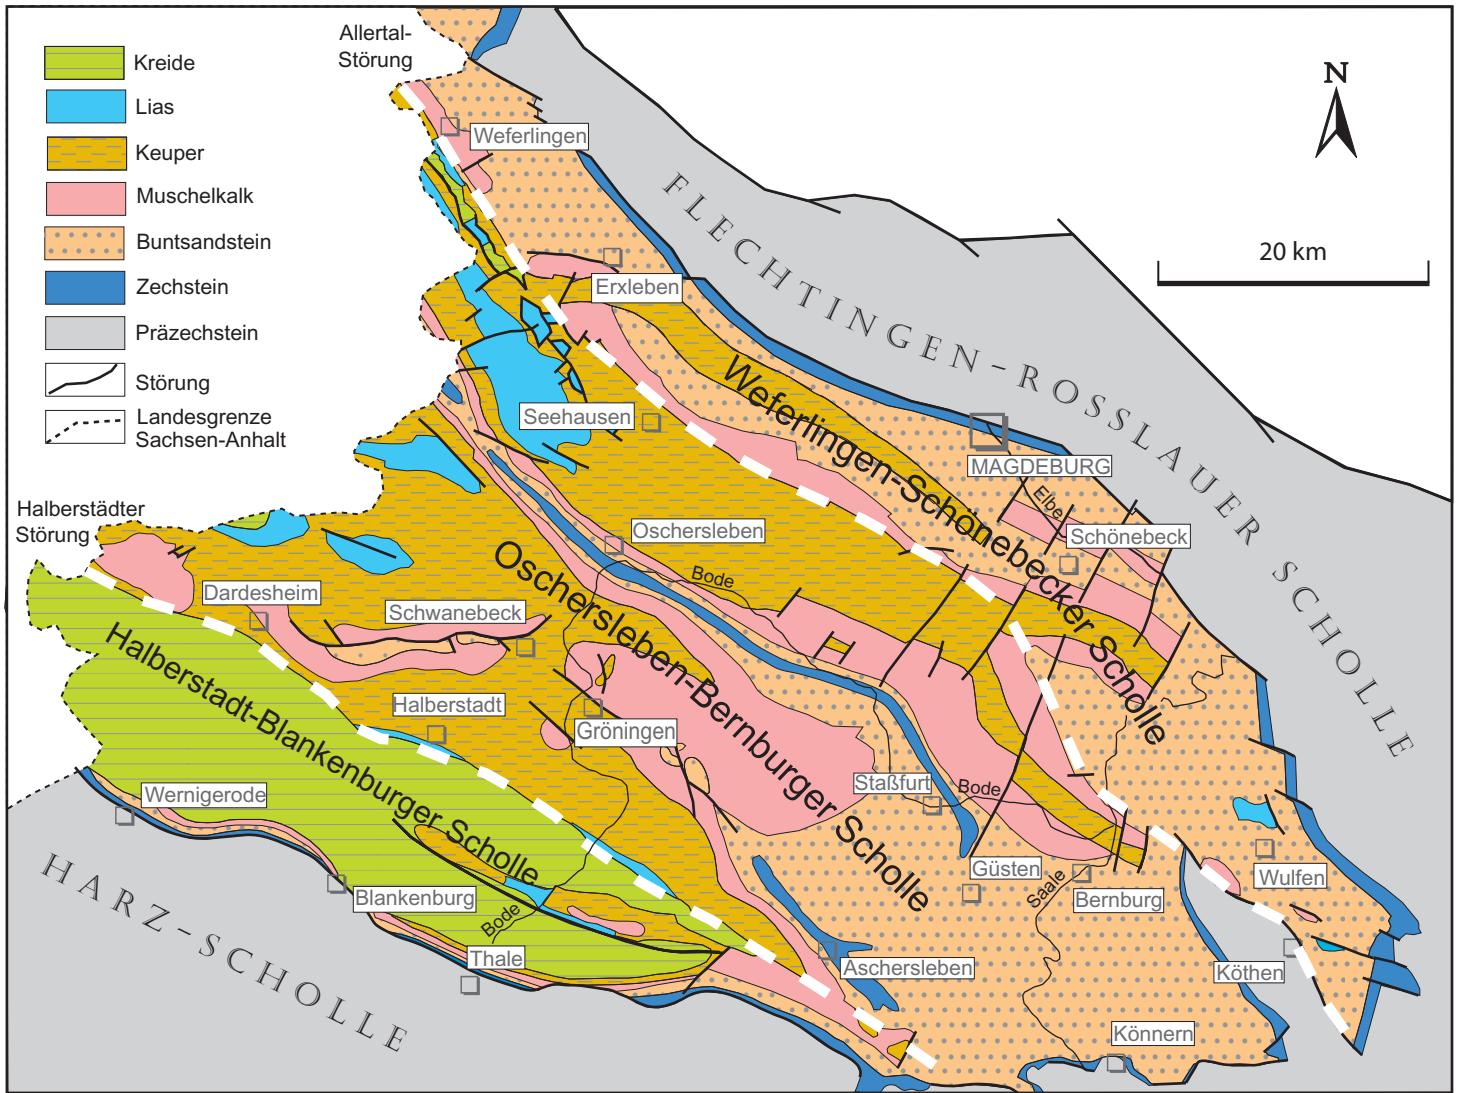 Kreide
Lias
Keuper
Muschelkalk
Buntsandstein
Zechstein
Präzechstein
Störung
Landesgrenze
Sachsen-Anhalt
Allertal-
Störung
N
20 km
Weferlingen
Erxleben
FLECHTINGEN-ROSSLAUER SCHOLLE
Weferlingen-Schönebecker Scholle
Seehausen
MAGDEBURG
Elbe
Schönebeck
Halberstädter
Störung
Oschersleben
Bode
Oschersleben-Bernburger Scholle
Dardesheim
Schwanebeck
Halberstadt-Blankenburger Scholle
Halberstadt
Gröningen
Staßfurt
Bode
Wernigerode
Güsten
Saale
Bernburg
Wulfen
Blankenburg
Bode
Thale
HARZ-SCHOLLE
Aschersleben
Köthen
Könnern